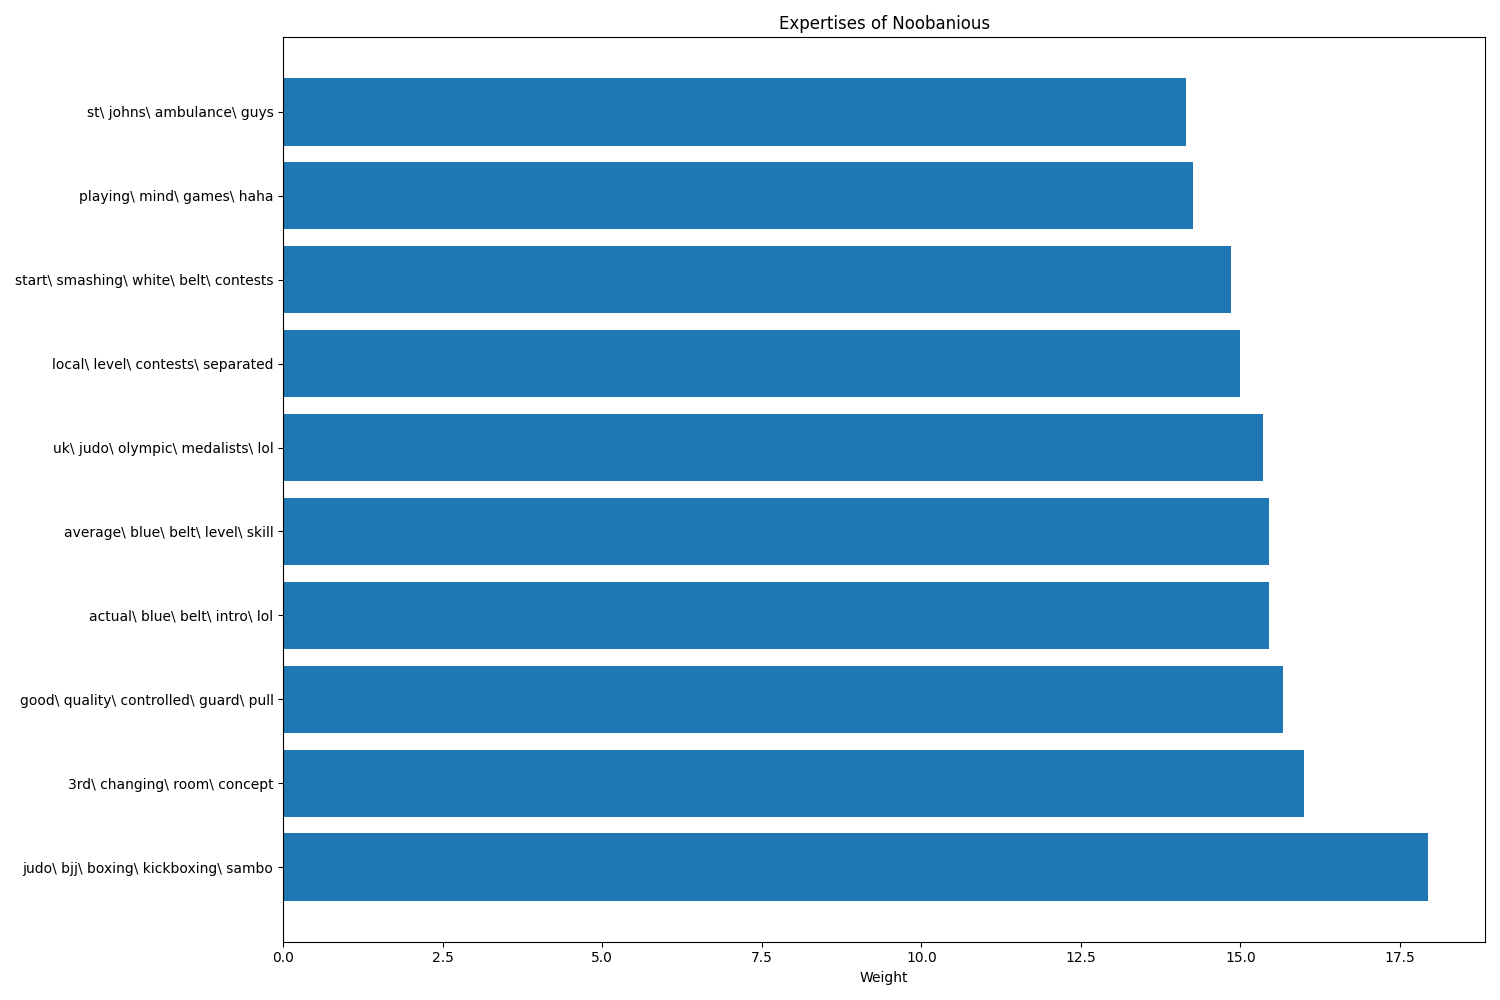 Expertises of Noobanious
st\ johns\ ambulance\ guys
playing\ mind\ games\ haha
start\ smashing\ white\ belt\ contests
local\ level\ contests\ separated
uk\ judo\ olympic\ medalists\ lol
average\ blue\ belt\ level\ skill
actual\ blue\ belt\ intro\ lol
good\ quality\ controlled\ guard\ pull
3rd\ changing\ room\ concept
judo\ bjj\ boxing\ kickboxing\ sambo
0.0 2.5 5.0 7.5 10.0 12.5 15.0 17.5
Weight